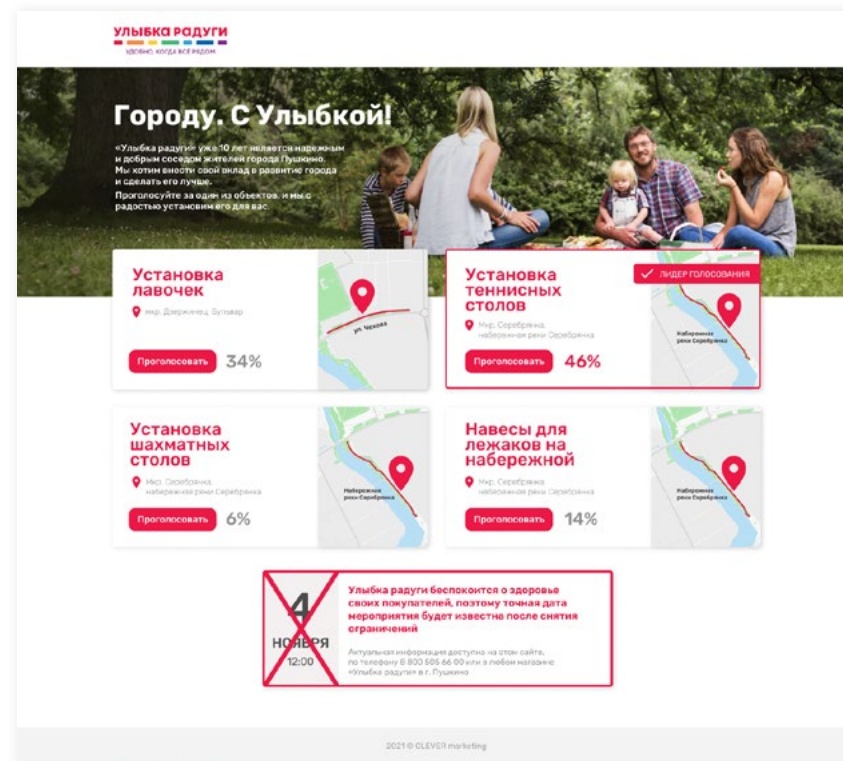 УЛЫБКА РАДУГИ
УДОБНО, КОГДА ВСЁ РЯДОМ
Городу. С Улыбкой!
«Улыбка радуги» уже 10 лет является надежным
и добрым соседом жителей города Пушкино.
Мы хотим внести свой вклад в развитие города
и сделать его лучше.
Проголосуйте за один из объектов, и мы с
радостью установим его для вас.
Установка
лавочек
мкр. Дзержинец, Бульвар
Проголосовать 34%
ул. Чехова
Установка
теннисных
столов
ЛИДЕР ГОЛОСОВАНИЯ
Мкр. Серебрянка,
набережная реки Серебрянка
Проголосовать 46%
Набережная
реки Серебрянка
Установка
шахматных
столов
Мкр. Серебрянка,
набережная реки Серебрянка
Проголосовать 6%
Набережная
реки Серебрянка
Навесы для
лежаков на
набережной
Мкр. Серебрянка,
набережная реки Серебрянка
Проголосовать 14%
Набережная
реки Серебрянка
4
НОЯБРЯ
12:00
Улыбка радуги беспокоится о здоровье
своих покупателей, поэтому точная дата
мероприятия будет известна после снятия
ограничений
Актуальная информация доступна на этом сайте,
по телефону 8 800 505 66 00 или в любом магазине
«Улыбка радуги» в г. Пушкино
2021 © CLEVER marketing